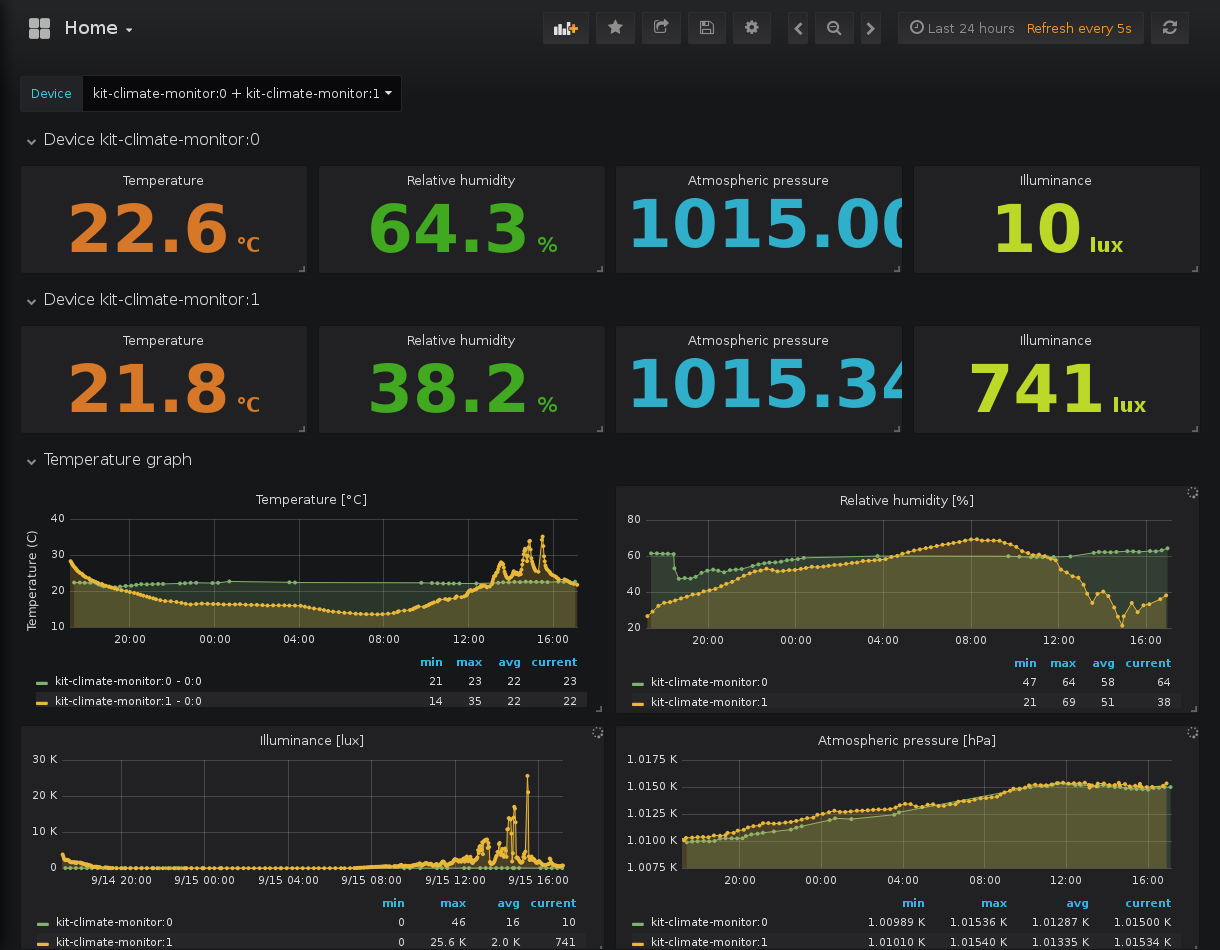 Home
Last 24 hours Refresh every 5s
Device kit-climate-monitor:0 + kit-climate-monitor:1
Device kit-climate-monitor:0
Temperature Relative humidity Atmospheric pressure Illuminance
22.6 °C 64.3 % 1015.00 10 lux
Device kit-climate-monitor:1
Temperature Relative humidity Atmospheric pressure Illuminance
21.8 °C 38.2 % 1015.34 741 lux
Temperature graph
Temperature [°C]
Temperature (C)
40
30
20
10
20:00 00:00 04:00 08:00 12:00 16:00
min max avg current
kit-climate-monitor:0 - 0:0 21 23 22 23
kit-climate-monitor:1 - 0:0 14 35 22 22
Relative humidity [%]
80
60
40
20
20:00 00:00 04:00 08:00 12:00 16:00
min max avg current
kit-climate-monitor:0 47 64 58 64
kit-climate-monitor:1 21 69 51 38
Illuminance [lux]
30 K
20 K
10 K
0
9/14 20:00 9/15 00:00 9/15 04:00 9/15 08:00 9/15 12:00 9/15 16:00
min max avg current
kit-climate-monitor:0 0 46 16 10
kit-climate-monitor:1 0 25.6 K 2.0 K 741
Atmospheric pressure [hPa]
1.0175 K
1.0150 K
1.0125 K
1.0100 K
1.0075 K
20:00 00:00 04:00 08:00 12:00 16:00
min max avg current
kit-climate-monitor:0 1.00989 K 1.01536 K 1.01287 K 1.01500 K
kit-climate-monitor:1 1.01010 K 1.01540 K 1.01335 K 1.01534 K